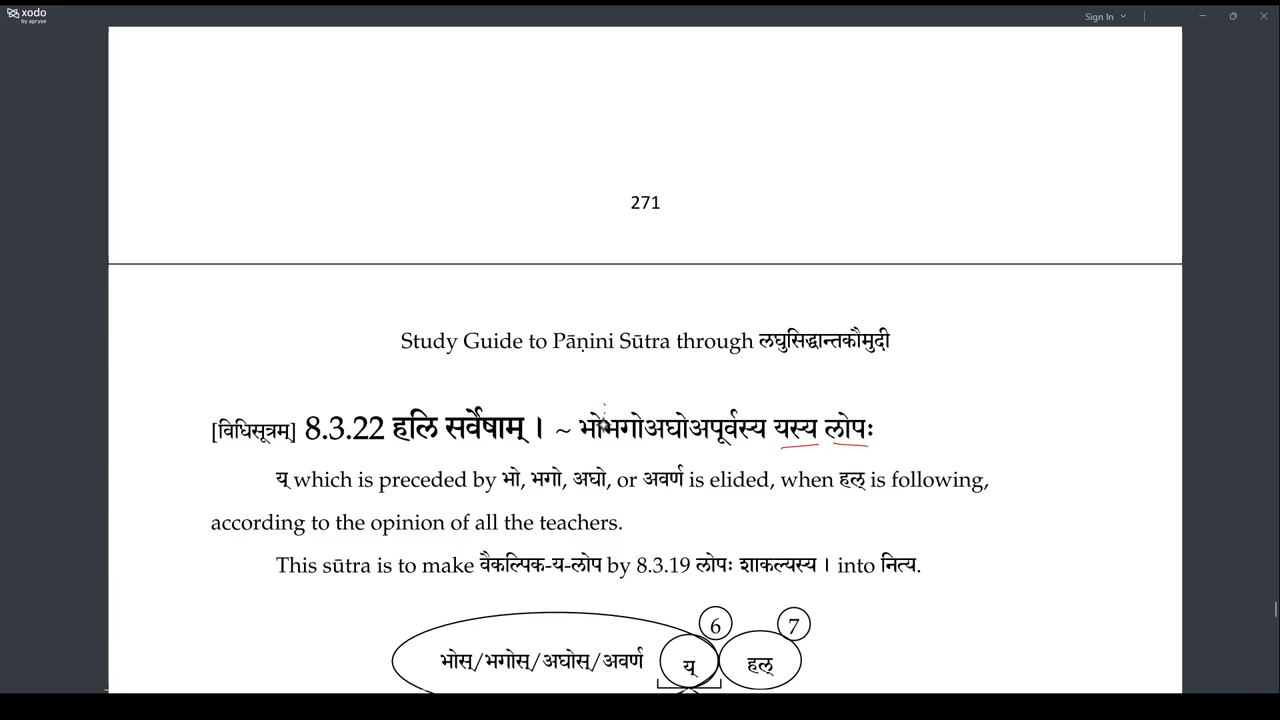 xodo
by apryse
Sign In
271
Study Guide to Pāṇini Sūtra through लघुसिद्धान्तकौमुदी
[विधिसूत्रम्] 8.3.22 हलि सर्वेषाम् । ~ भोभगोअघोअपूर्वस्य यस्य लोपः
य् which is preceded by भो, भगो, अघो, or अवर्ण is elided, when हल् is following,
according to the opinion of all the teachers.
This sūtra is to make वैकल्पिक-य-लोप by 8.3.19 लोपः शाकल्यस्य । into नित्य.
6 7
भोस्/भगोस्/अघोस्/अवर्ण य् हल्